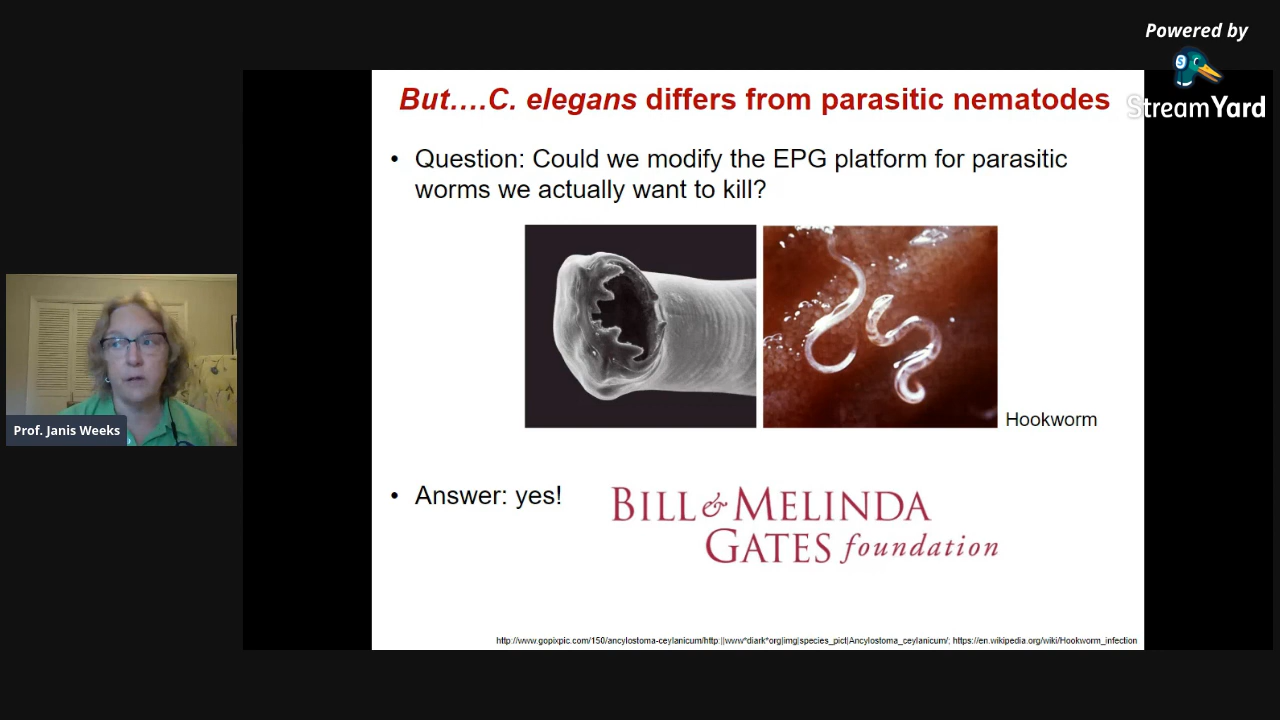 Powered by
StreamYard
But….C. elegans differs from parasitic nematodes
• Question: Could we modify the EPG platform for parasitic
worms we actually want to kill?
Hookworm
Prof. Janis Weeks
• Answer: yes!
BILL & MELINDA
GATES foundation
http://www.gopixpic.com/150/ancylostoma-ceylanicum/http:||www*diark*org|img|species_pict|Ancylostoma_ceylanicum/; https://en.wikipedia.org/wiki/Hookworm_infection